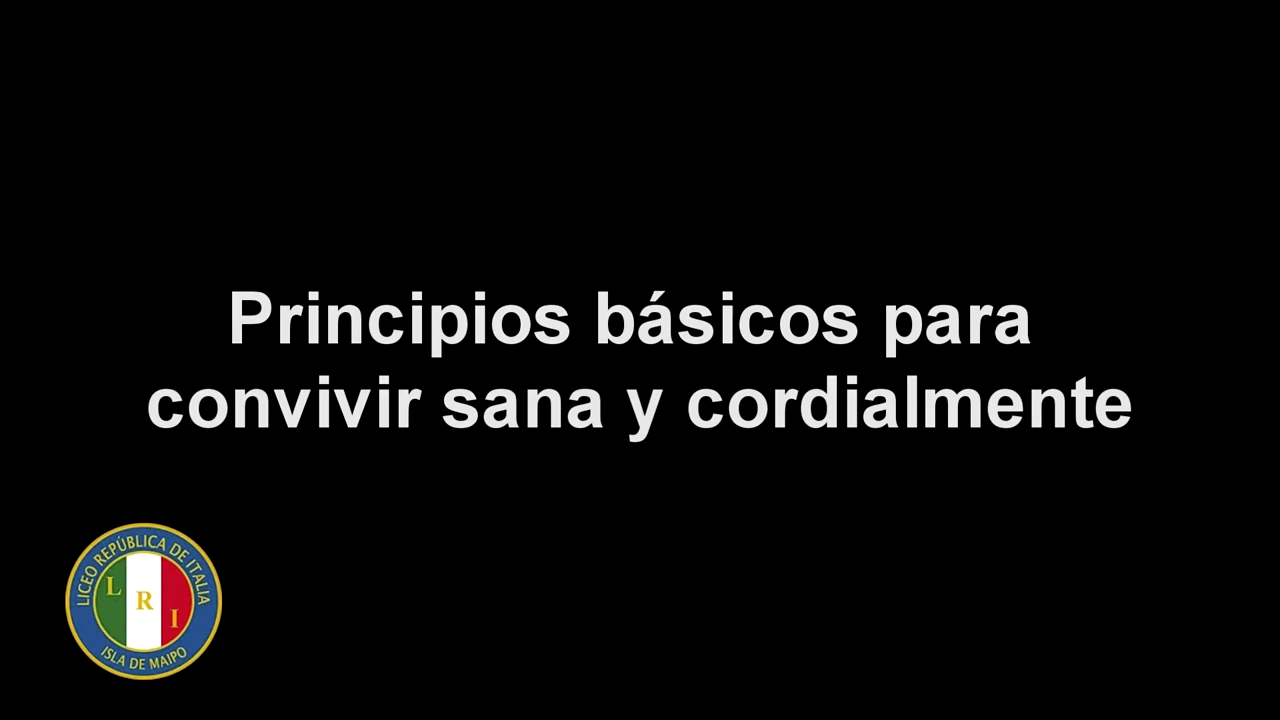 Principios básicos para
convivir sana y cordialmente
LICEO REPÚBLICA DE ITALIA
L R I
ISLA DE MAIPO